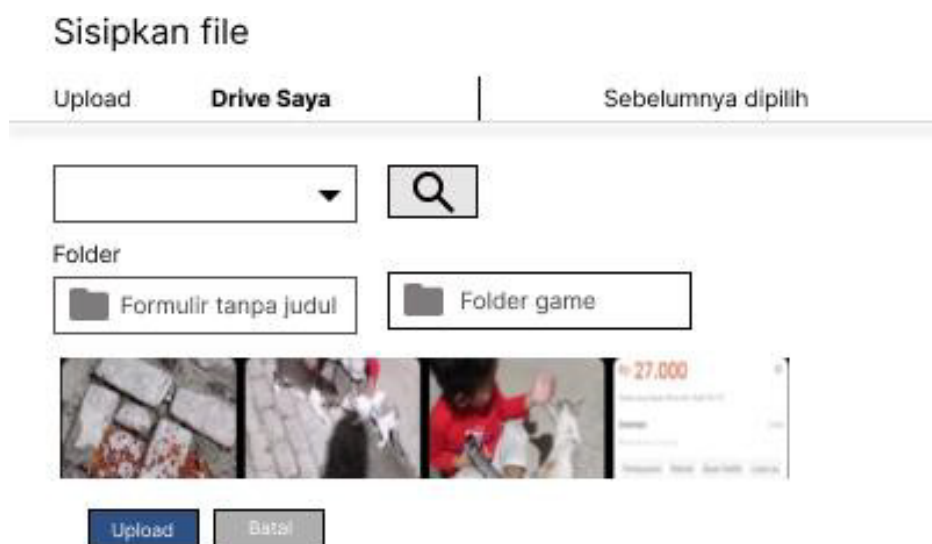 Sisipkan file
Upload Drive Saya Sebelumnya dipilih
Folder
Formulir tanpa judul Folder game
27.000
Upload Batal